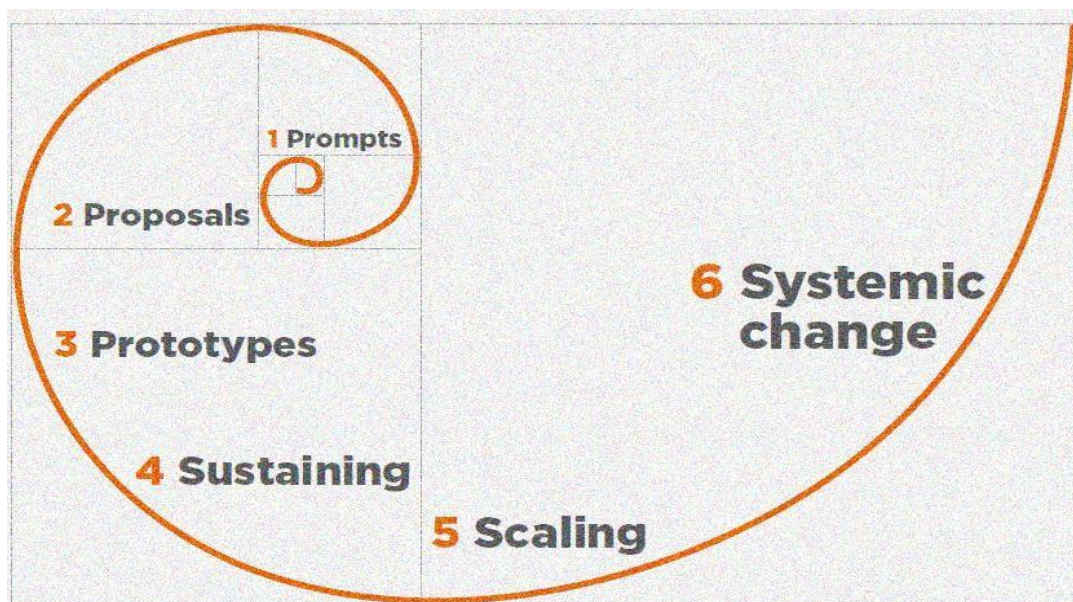 1 Prompts
2 Proposals
3 Prototypes
4 Sustaining
5 Scaling
6 Systemic
change